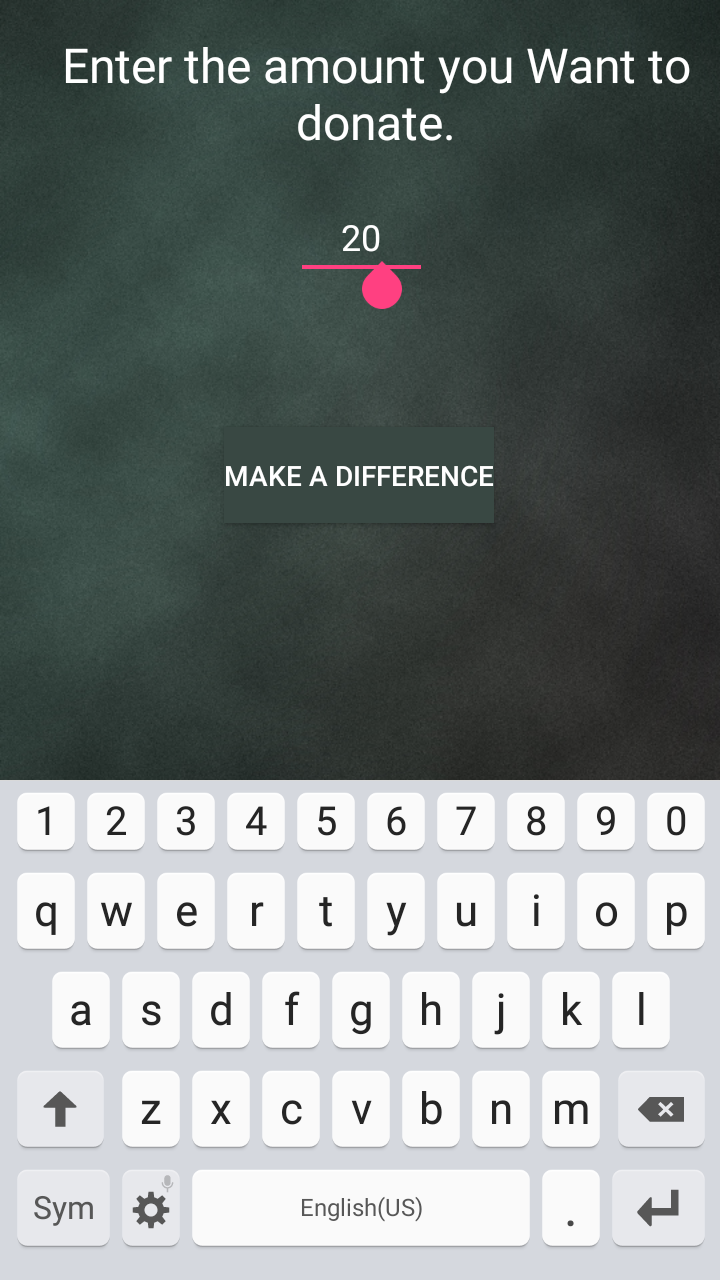 Enter the amount you Want to
donate.
20
MAKE A DIFFERENCE
1 2 3 4 5 6 7 8 9 0
q w e r t y u i o p
a s d f g h j k l
z x c v b n m
Sym English(US) .